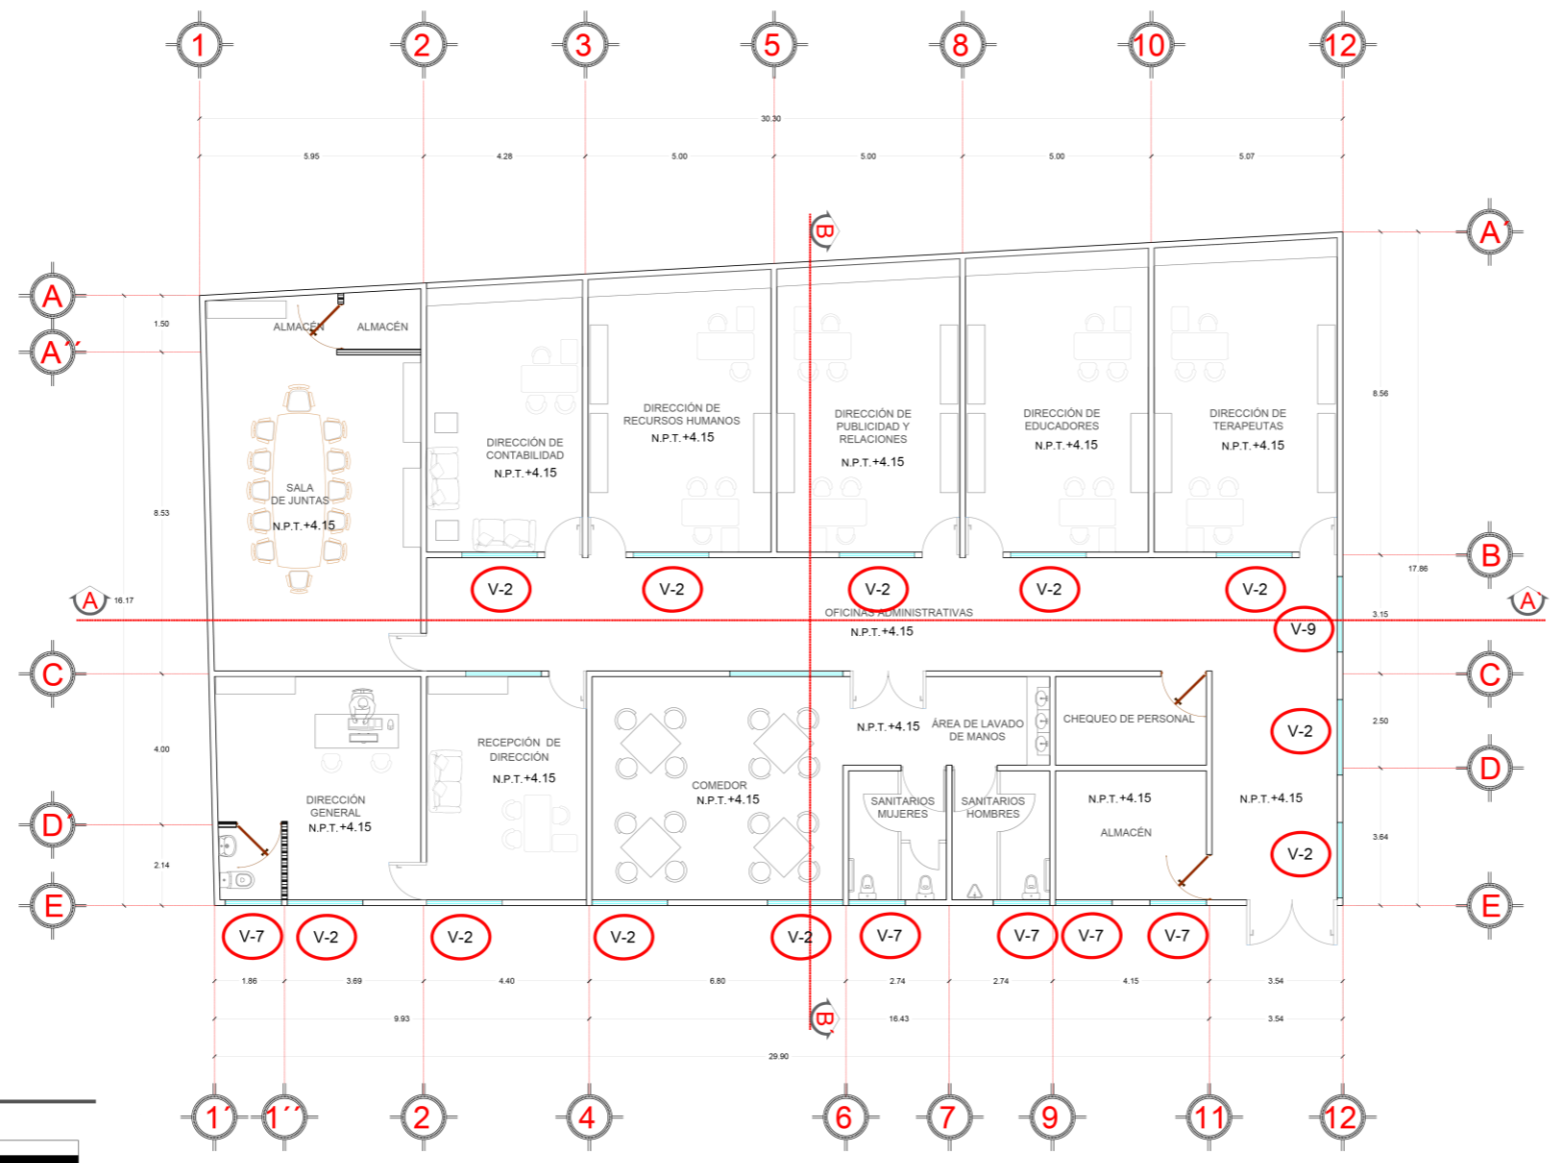 1 2 3 5 8 10 12
30.30
5.95 4.28 5.00 5.00 5.00 5.07
B
A´
A
1.50
ALMACÉN ALMACÉN
A´´
8.56
DIRECCIÓN DE
RECURSOS HUMANOS
N.P.T.+4.15
DIRECCIÓN DE
PUBLICIDAD Y
RELACIONES
N.P.T.+4.15
DIRECCIÓN DE
EDUCADORES
N.P.T.+4.15
DIRECCIÓN DE
TERAPEUTAS
N.P.T.+4.15
DIRECCIÓN DE
CONTABILIDAD
N.P.T.+4.15
SALA
DE JUNTAS
N.P.T.+4.15
8.53
B
17.86
V-2 V-2 V-2 V-2 V-2
A 16.17
OFICINAS ADMINISTRATIVAS
N.P.T.+4.15
3.15
A´
V-9
C C
CHEQUEO DE PERSONAL
ÁREA DE LAVADO
DE MANOS
N.P.T.+4.15
2.50
V-2
4.00
RECEPCIÓN DE
DIRECCIÓN
N.P.T.+4.15
D
COMEDOR
N.P.T.+4.15
DIRECCIÓN
GENERAL
N.P.T.+4.15
SANITARIOS
MUJERES
SANITARIOS
HOMBRES
N.P.T.+4.15
ALMACÉN
N.P.T.+4.15
D´
3.64
V-2
2.14
E E
V-7 V-2 V-2 V-2 V-2 V-7 V-7 V-7 V-7
1.86 3.69 4.40 6.80 2.74 2.74 4.15 3.54
9.93 B´ 16.43 3.54
29.90
1´ 1´´ 2 4 6 7 9 11 12